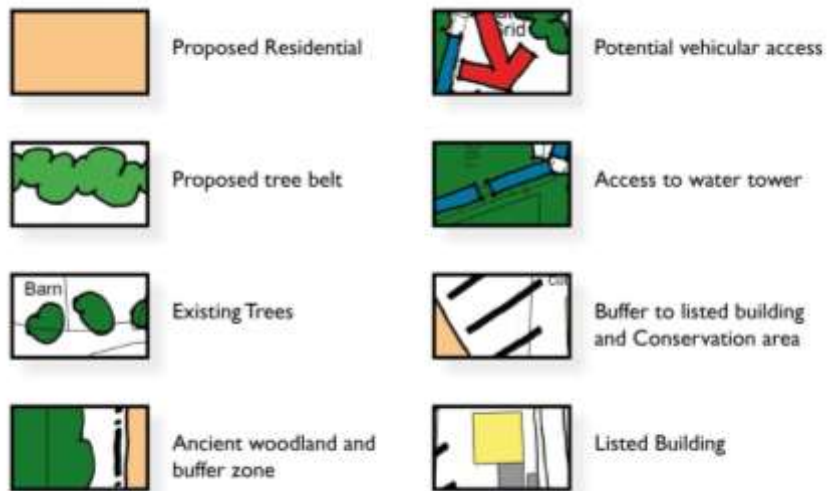 Proposed Residential
Proposed tree belt
Barn
Existing Trees
Ancient woodland and
buffer zone
Potential vehicular access
Access to water tower
Buffer to listed building
and Conservation area
Listed Building